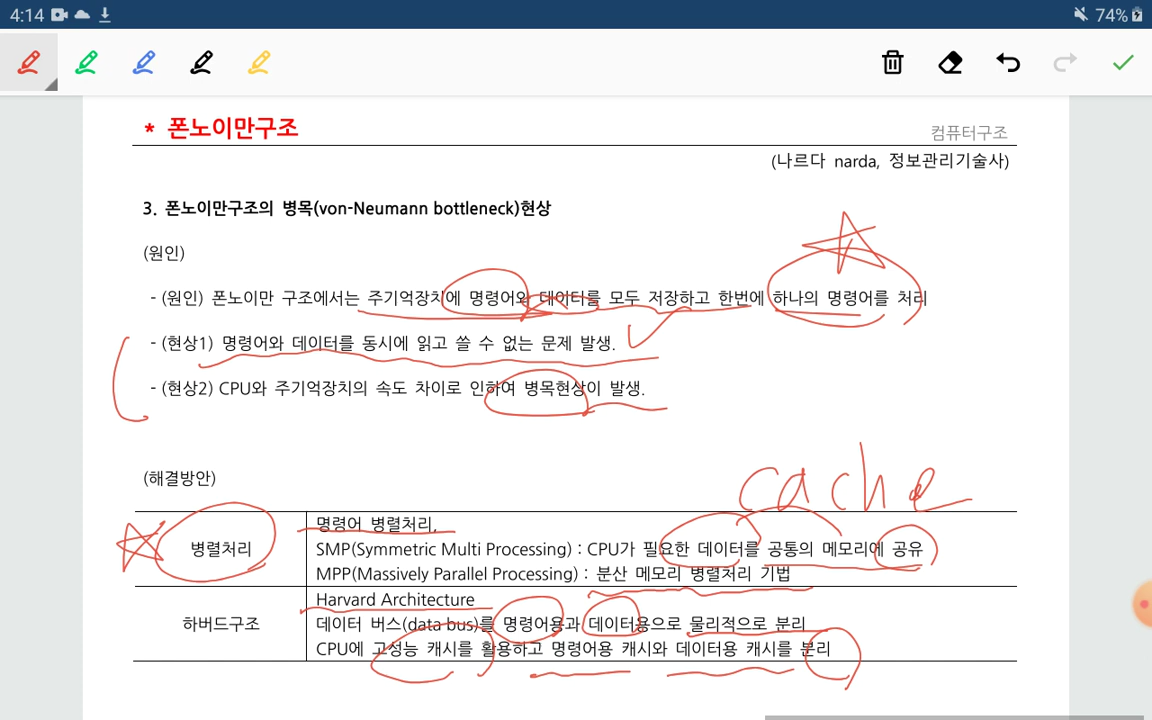 4:14 74%
* 폰노이만구조
컴퓨터구조
(나르다 narda, 정보관리기술사)
3. 폰노이만구조의 병목(von-Neumann bottleneck)현상
(원인)
- (원인) 폰노이만 구조에서는 주기억장치에 명령어와 데이터를 모두 저장하고 한번에 하나의 명령어를 처리
- (현상1) 명령어와 데이터를 동시에 읽고 쓸 수 없는 문제 발생.
- (현상2) CPU와 주기억장치의 속도 차이로 인하여 병목현상이 발생.
(해결방안)
cache
병렬처리
명령어 병렬처리,
SMP(Symmetric Multi Processing) : CPU가 필요한 데이터를 공통의 메모리에 공유
MPP(Massively Parallel Processing) : 분산 메모리 병렬처리 기법
하버드구조
Harvard Architecture
데이터 버스(data bus)를 명령어용과 데이터용으로 물리적으로 분리
CPU에 고성능 캐시를 활용하고 명령어용 캐시와 데이터용 캐시를 분리